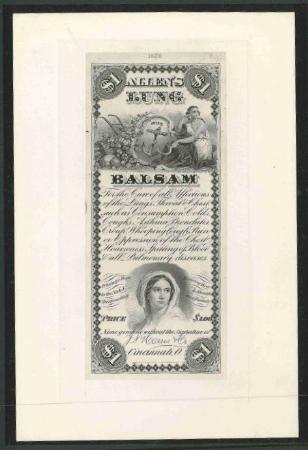 $1 ALLEN'S $1
LUNG
BALSAM
For the Cure of all Affections
of the Lungs, Throat & Chest
such as Consumption, Colds,
Coughs, Asthma, Bronchitis
Croup, Whooping Cough, Pain
or Oppression of the Chest
Hoarseness, Spitting of Blood
& all Pulmonary diseases.
PRICE $1.00
None genuine without the Signature of
J.N. Harris & Co
$1 Cincinnati, O. $1